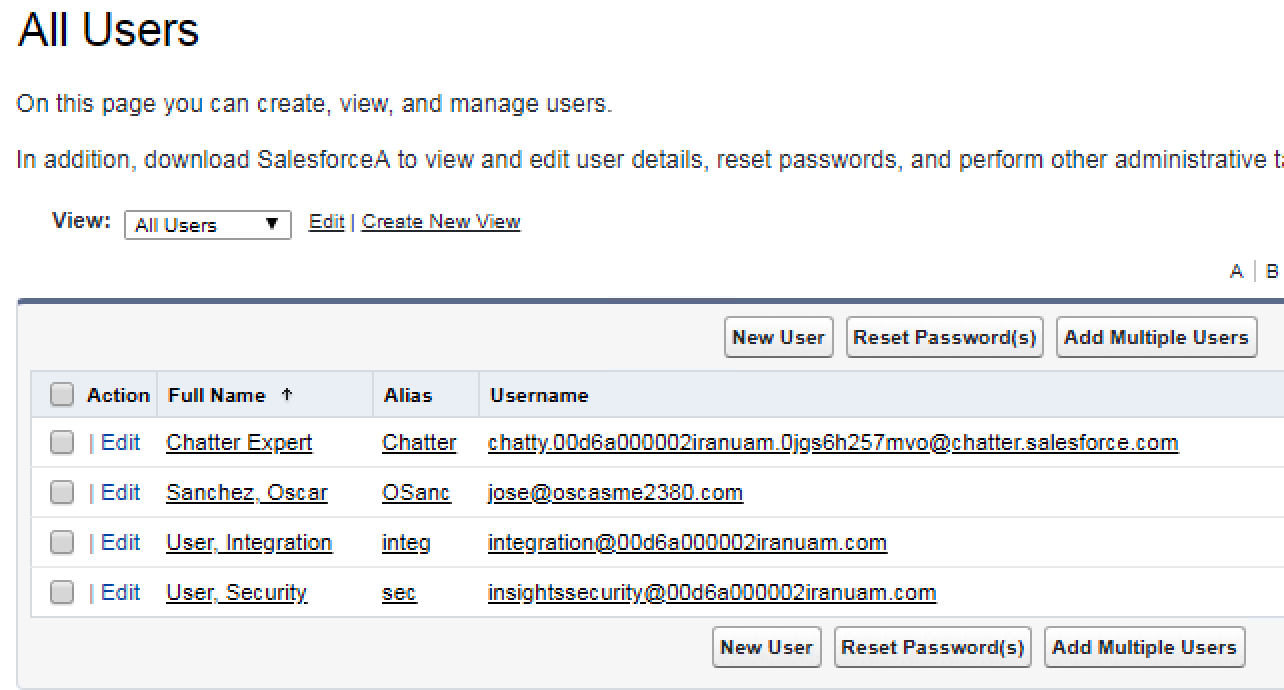 All Users
On this page you can create, view, and manage users.
In addition, download SalesforceA to view and edit user details, reset passwords, and perform other administrative
View: All Users ▼ Edit | Create New View
A | B
New User Reset Password(s) Add Multiple Users
Action Full Name ↑ Alias Username
| Edit Chatter Expert Chatter chatty.00d6a000002iranuam.0jgs6h257mvo@chatter.salesforce.com
| Edit Sanchez, Oscar OSanc jose@oscasme2380.com
| Edit User, Integration integ integration@00d6a000002iranuam.com
| Edit User, Security sec insightssecurity@00d6a000002iranuam.com
New User Reset Password(s) Add Multiple Users